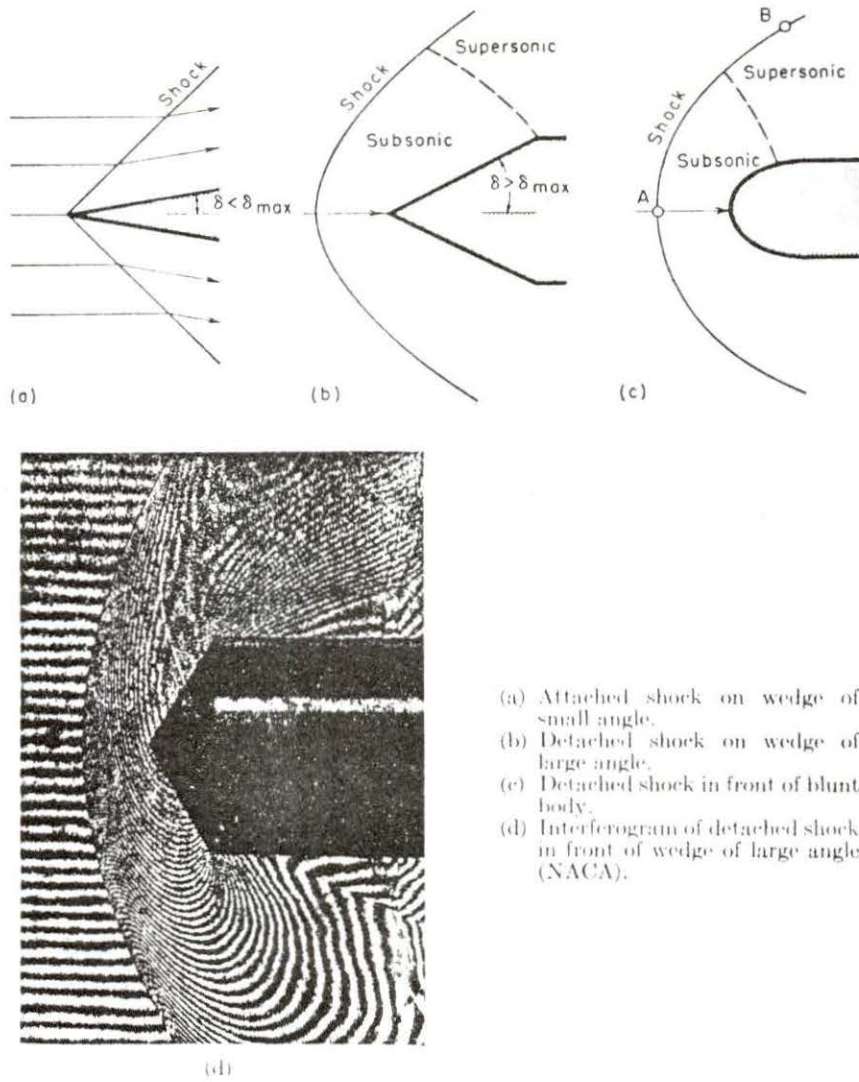 Shock
δ < δmax
(a)
Shock
Supersonic
Subsonic
δ > δmax
(b)
B
Shock
Supersonic
Subsonic
A
(c)
(d)
(a) Attached shock on wedge of
small angle.
(b) Detached shock on wedge of
large angle.
(c) Detached shock in front of blunt
body.
(d) Interferogram of detached shock
in front of wedge of large angle
(NACA).